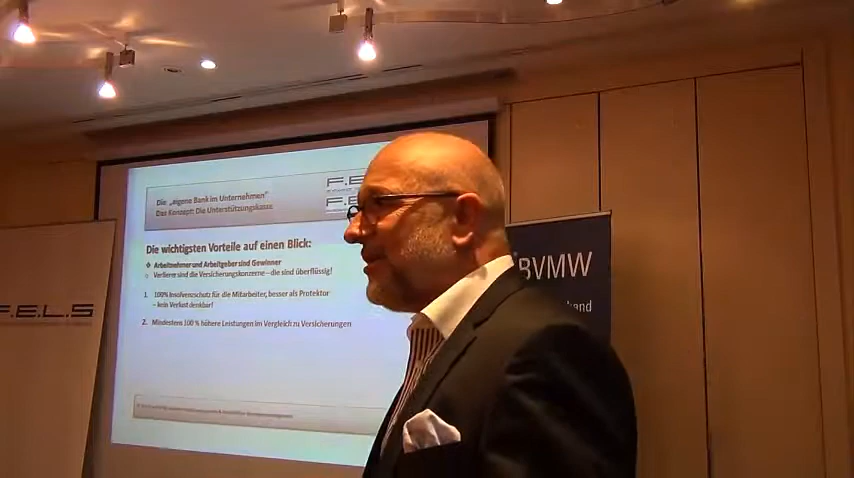 Die „eigene Bank im Unternehmen"
Das Konzept: Die Unterstützungskasse
F.E
F.E
Die wichtigsten Vorteile auf einen Blick:
Arbeitnehmer und Arbeitgeber sind Gewinner
Verlierer sind die Versicherungskonzerne – die sind überflüssig!
1. 100% Insolvenzschutz für die Mitarbeiter, besser als Protektor
– kein Verlust denkbar!
2. Mindestens 100 % höhere Leistungen im Vergleich zu Versicherungen
F.E.L.S
BVMW